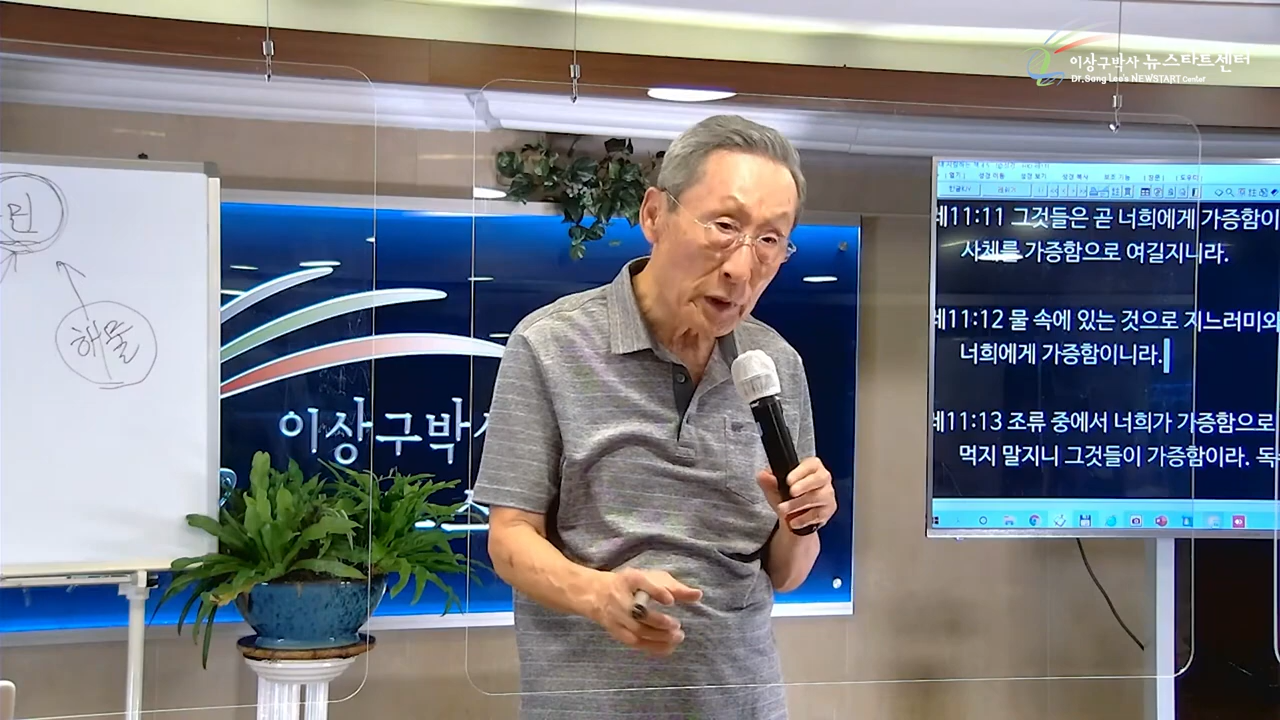 이상구박사 뉴스타트센터
Dr. Sang Lee's NEWSTART Center
해물
이상구박사
레11:11 그것들은 곧 너희에게 가증함이
사체를 가증함으로 여길지니라.
레11:12 물 속에 있는 것으로 지느러미와
너희에게 가증함이니라.
레11:13 조류 중에서 너희가 가증함으로
먹지 말지니 그것들이 가증함이라. 독